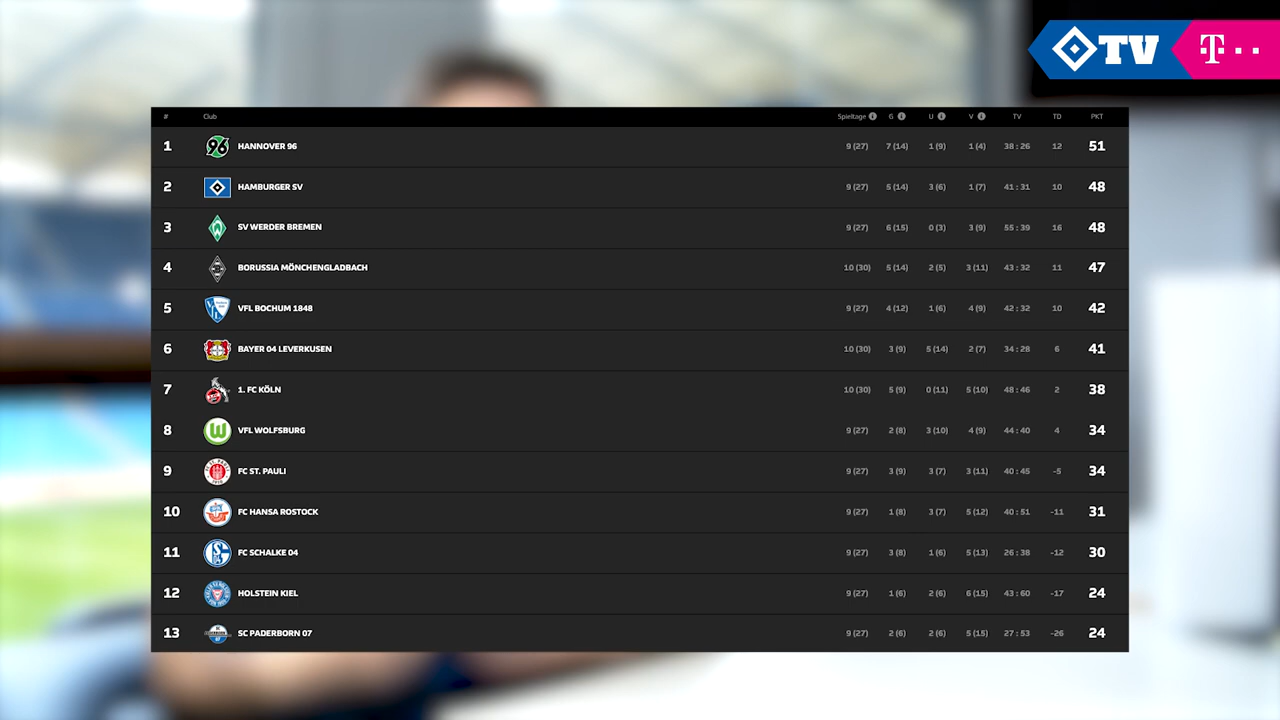 TV T
# Club Spieltage G U V TV TD PKT
1 HANNOVER 96 9 (27) 7 (14) 1 (9) 1 (4) 38 : 26 12 51
2 HAMBURGER SV 9 (27) 5 (14) 3 (6) 1 (7) 41 : 31 10 48
3 SV WERDER BREMEN 9 (27) 6 (15) 0 (3) 3 (9) 55 : 39 16 48
4 BORUSSIA MÖNCHENGLADBACH 10 (30) 5 (14) 2 (5) 3 (11) 43 : 32 11 47
5 VFL BOCHUM 1848 9 (27) 4 (12) 1 (6) 4 (9) 42 : 32 10 42
6 BAYER 04 LEVERKUSEN 10 (30) 3 (9) 5 (14) 2 (7) 34 : 28 6 41
7 1. FC KÖLN 10 (30) 5 (9) 0 (11) 5 (10) 48 : 46 2 38
8 VFL WOLFSBURG 9 (27) 2 (8) 3 (10) 4 (9) 44 : 40 4 34
9 FC ST. PAULI 9 (27) 3 (9) 3 (7) 3 (11) 40 : 45 -5 34
10 FC HANSA ROSTOCK 9 (27) 1 (8) 3 (7) 5 (12) 40 : 51 -11 31
11 FC SCHALKE 04 9 (27) 3 (8) 1 (6) 5 (13) 26 : 38 -12 30
12 HOLSTEIN KIEL 9 (27) 1 (6) 2 (6) 6 (15) 43 : 60 -17 24
13 SC PADERBORN 07 9 (27) 2 (6) 2 (6) 5 (15) 27 : 53 -26 24